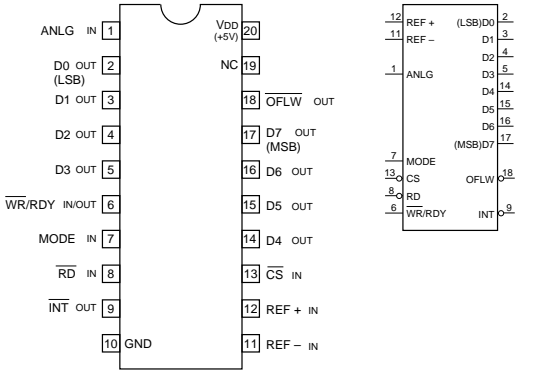 ANLG IN 1
D0 OUT 2
(LSB)
D1 OUT 3
D2 OUT 4
D3 OUT 5
WR/RDY IN/OUT 6
MODE IN 7
RD IN 8
INT OUT 9
10 GND
VDD 20
(+5V)
NC 19
18 OFLW OUT
17 D7 OUT
(MSB)
16 D6 OUT
15 D5 OUT
14 D4 OUT
13 CS IN
12 REF + IN
11 REF – IN
12 REF +
11 REF –
1 ANLG
7 MODE
13 CS
8 RD
6 WR/RDY
(LSB)D0 2
D1 3
D2 4
D3 5
D4 14
D5 15
D6 16
(MSB)D7 17
OFLW 18
INT 9